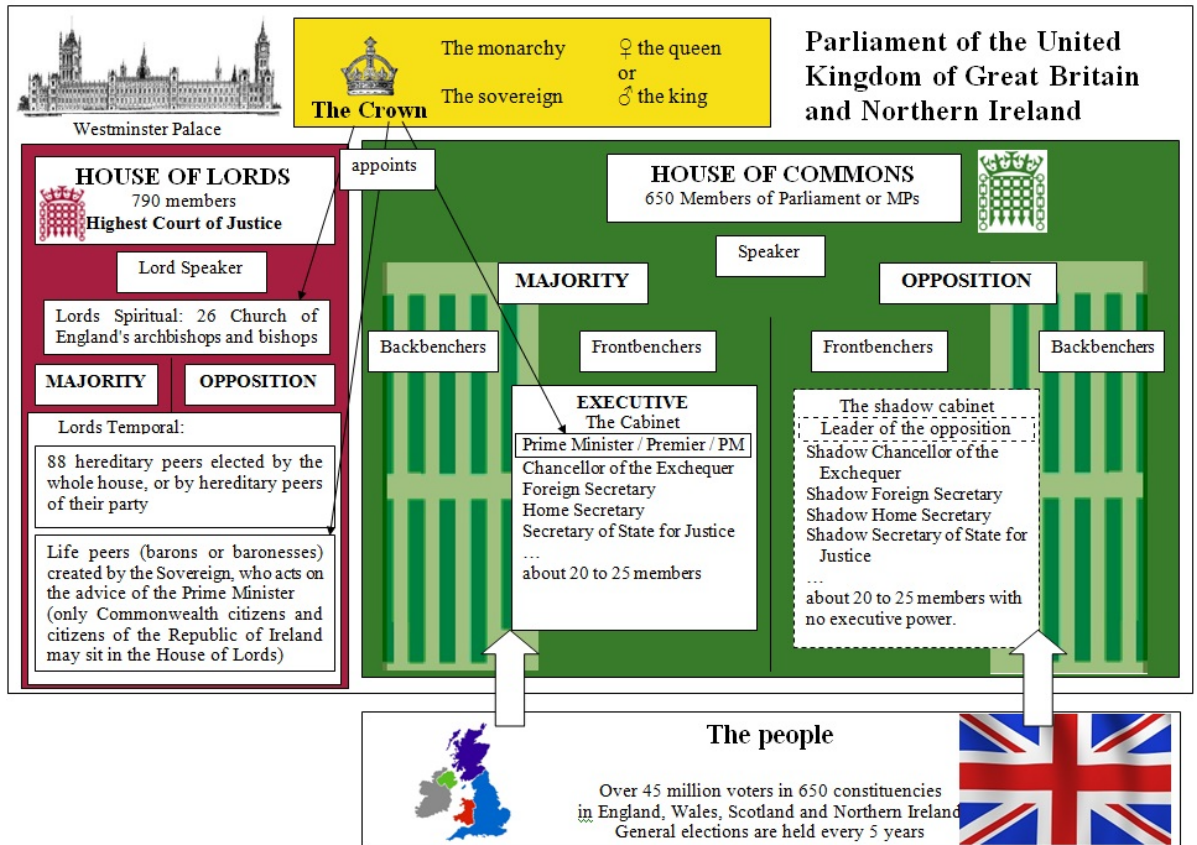 Westminster Palace
The Crown
The monarchy
♀ the queen
or
The sovereign
♂ the king
Parliament of the United
Kingdom of Great Britain
and Northern Ireland
appoints
HOUSE OF LORDS
790 members
Highest Court of Justice
Lord Speaker
Lords Spiritual: 26 Church of
England's archbishops and bishops
MAJORITY
OPPOSITION
Lords Temporal:
88 hereditary peers elected by the
whole house, or by hereditary peers
of their party
Life peers (barons or baronesses)
created by the Sovereign, who acts on
the advice of the Prime Minister
(only Commonwealth citizens and
citizens of the Republic of Ireland
may sit in the House of Lords)
HOUSE OF COMMONS
650 Members of Parliament or MPs
Speaker
MAJORITY
OPPOSITION
Backbenchers
Frontbenchers
Frontbenchers
Backbenchers
EXECUTIVE
The Cabinet
Prime Minister / Premier / PM
Chancellor of the Exchequer
Foreign Secretary
Home Secretary
Secretary of State for Justice
…
about 20 to 25 members
The shadow cabinet
Leader of the opposition
Shadow Chancellor of the
Exchequer
Shadow Foreign Secretary
Shadow Home Secretary
Shadow Secretary of State for
Justice
…
about 20 to 25 members with
no executive power.
The people
Over 45 million voters in 650 constituencies
in England, Wales, Scotland and Northern Ireland
General elections are held every 5 years